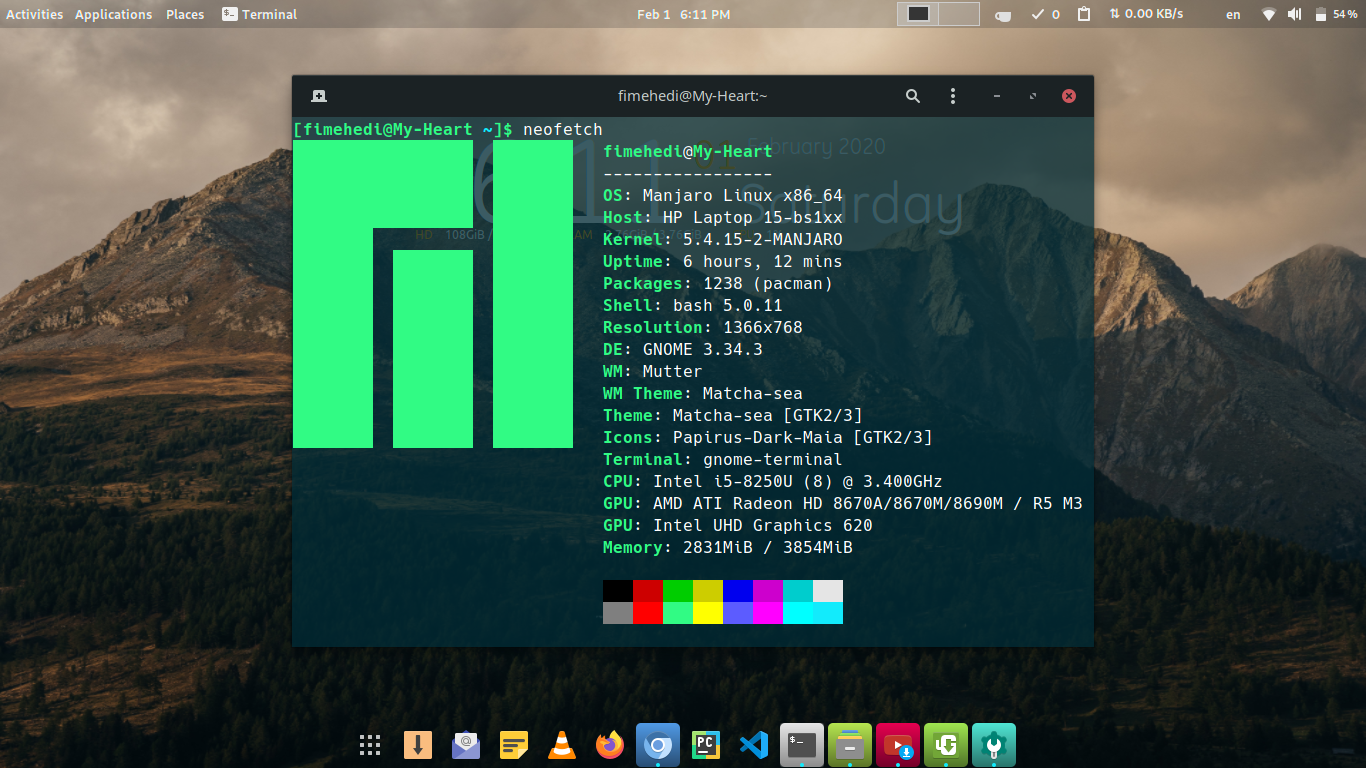 Activities Applications Places Terminal Feb 1 6:11 PM 0 0.00 KB/s en 54%
fimehedi@My-Heart:~
[fimehedi@My-Heart ~]$ neofetch
fimehedi@My-Heart
-----------------
OS: Manjaro Linux x86_64
Host: HP Laptop 15-bs1xx
Kernel: 5.4.15-2-MANJARO
Uptime: 6 hours, 12 mins
Packages: 1238 (pacman)
Shell: bash 5.0.11
Resolution: 1366x768
DE: GNOME 3.34.3
WM: Mutter
WM Theme: Matcha-sea
Theme: Matcha-sea [GTK2/3]
Icons: Papirus-Dark-Maia [GTK2/3]
Terminal: gnome-terminal
CPU: Intel i5-8250U (8) @ 3.400GHz
GPU: AMD ATI Radeon HD 8670A/8670M/8690M / R5 M3
GPU: Intel UHD Graphics 620
Memory: 2831MiB / 3854MiB
February 2020
Saturday
HD 108GiB /
PC